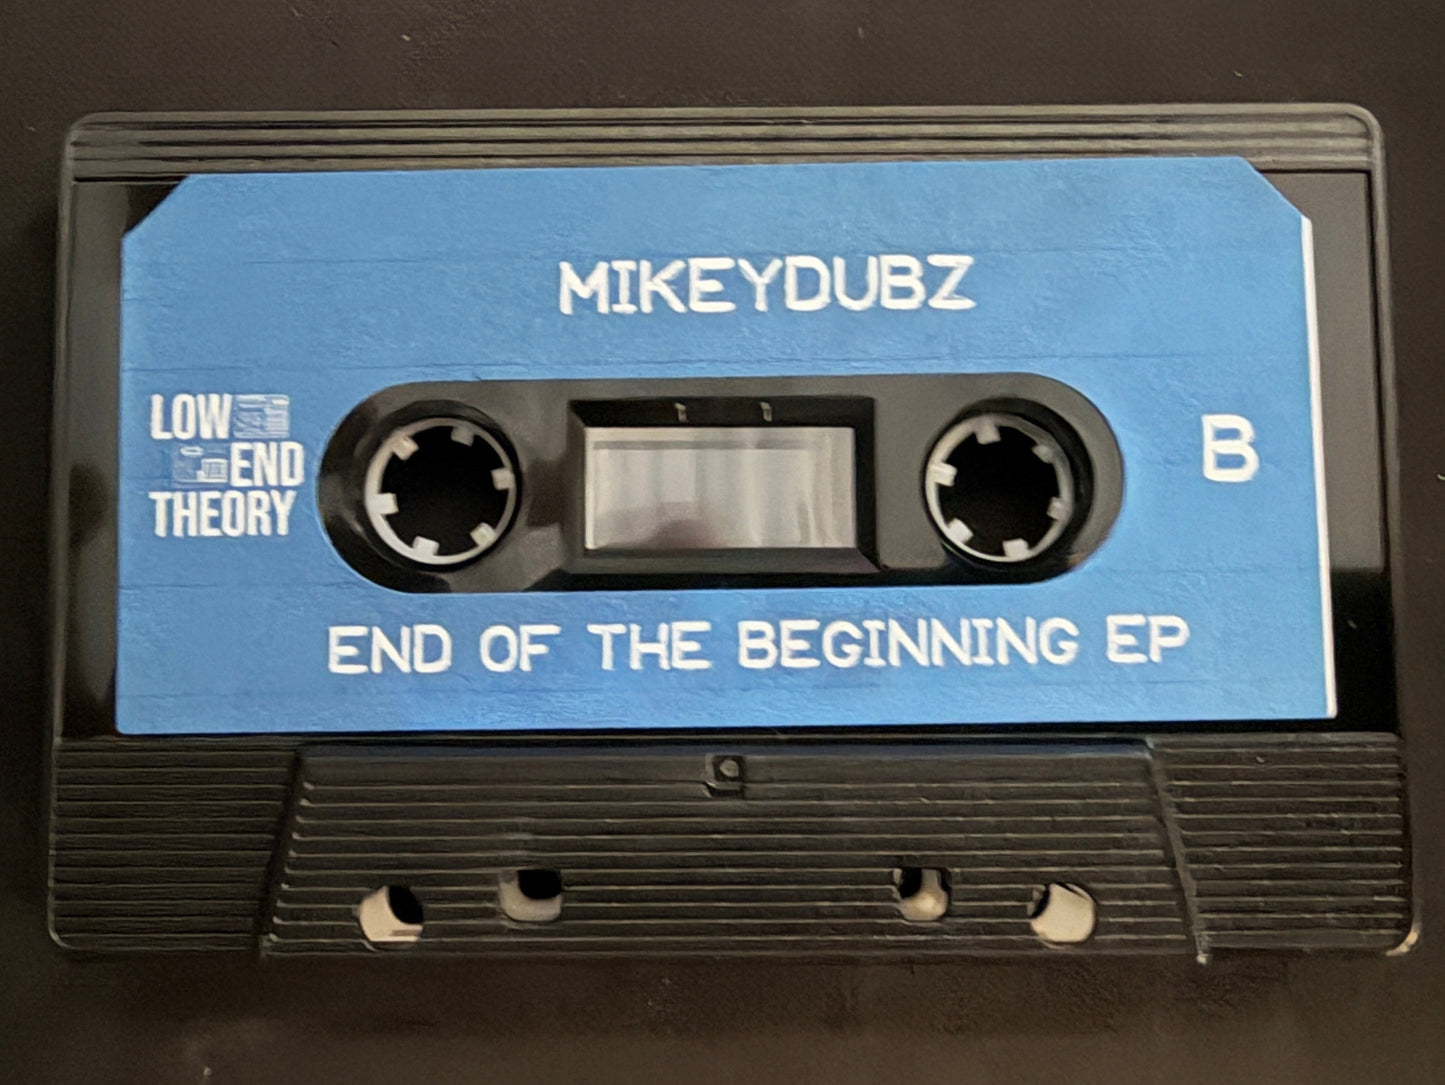 MIKEYDUBZ
LOW
END
THEORY
B
END OF THE BEGINNING EP